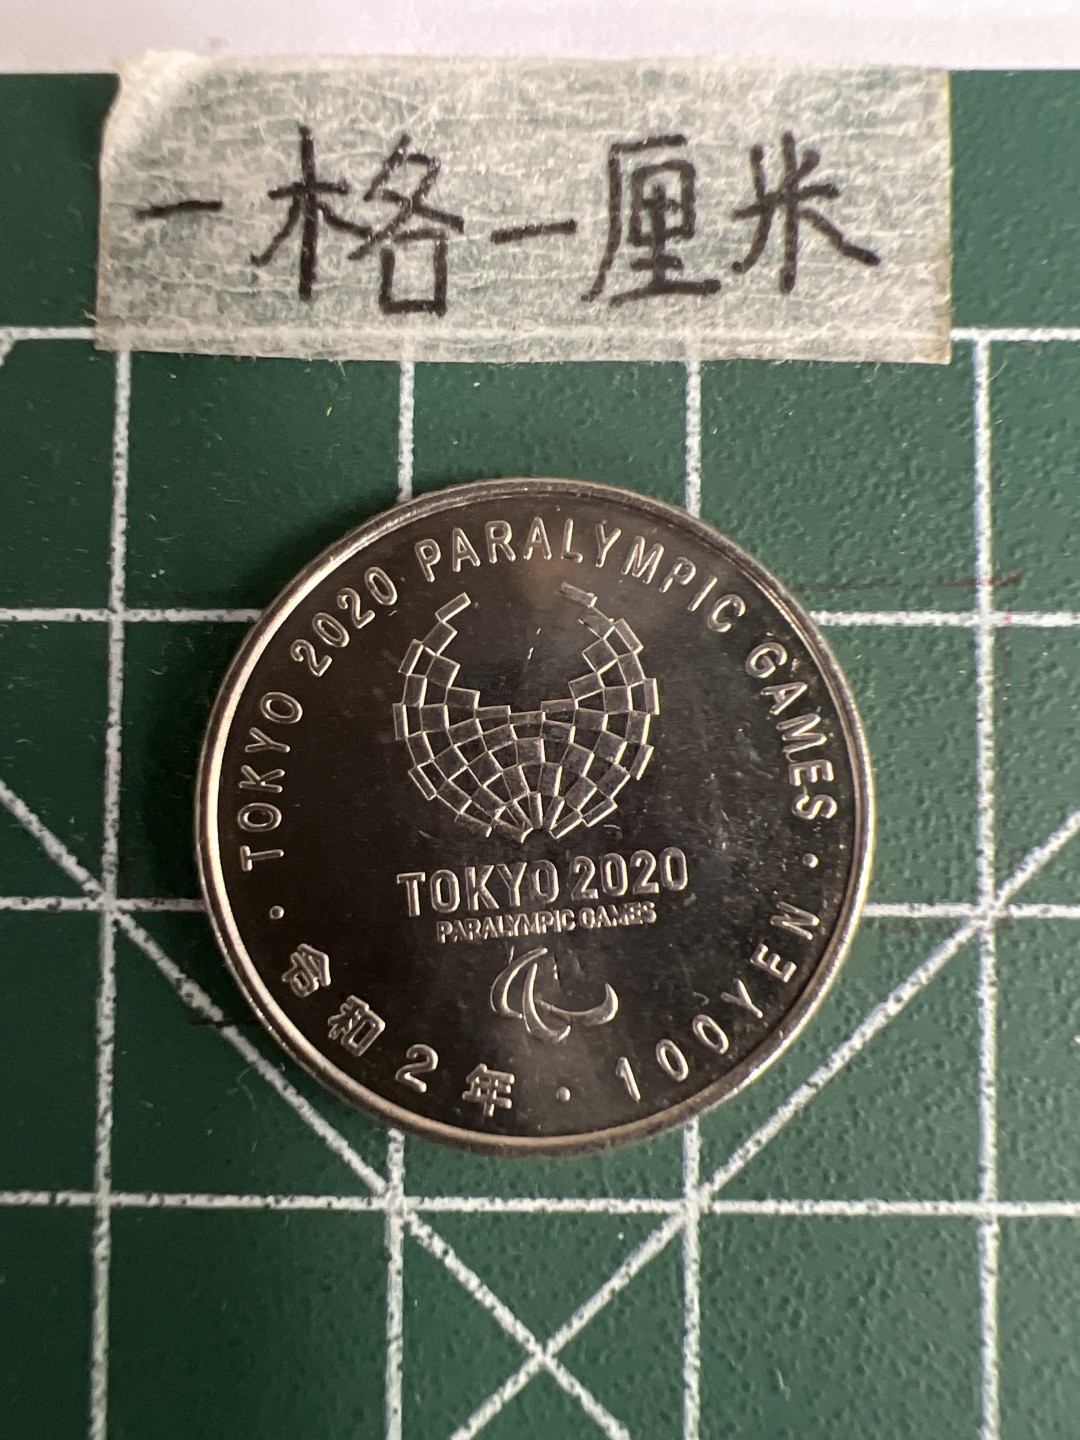 一格一厘米
· TOKYO 2020 PARALYMPIC GAMES ·
TOKYO 2020
PARALYMPIC GAMES
令和2年 · 100YEN